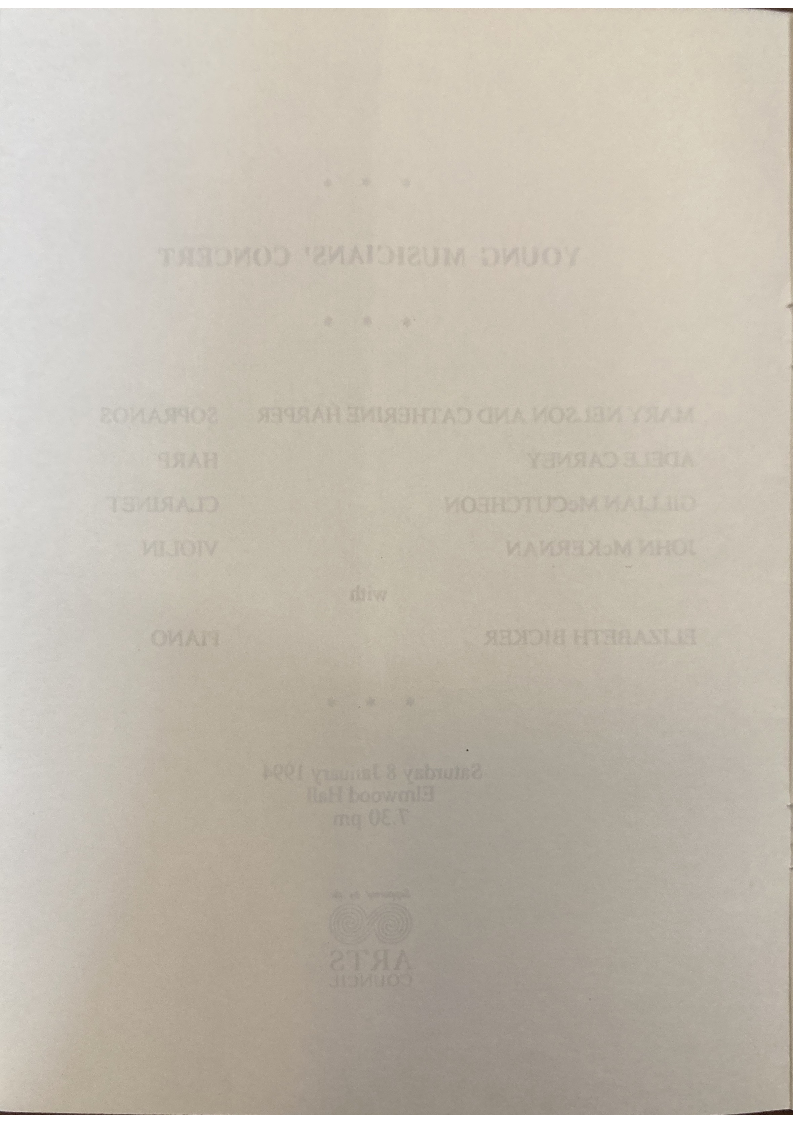 * * *
YOUNG MUSICIANS' CONCERT
* * *
MARY NELSON AND CATHERINE HARPER SOPRANOS
ADELE CARNEY HARP
GILLIAN McCUTCHEON CLARINET
JOHN McKERNAN VIOLIN
with
ELIZABETH BICKER PIANO
* * *
Saturday 8 January 1994
Elmwood Hall
7.30 pm
ARTS
COUNCIL